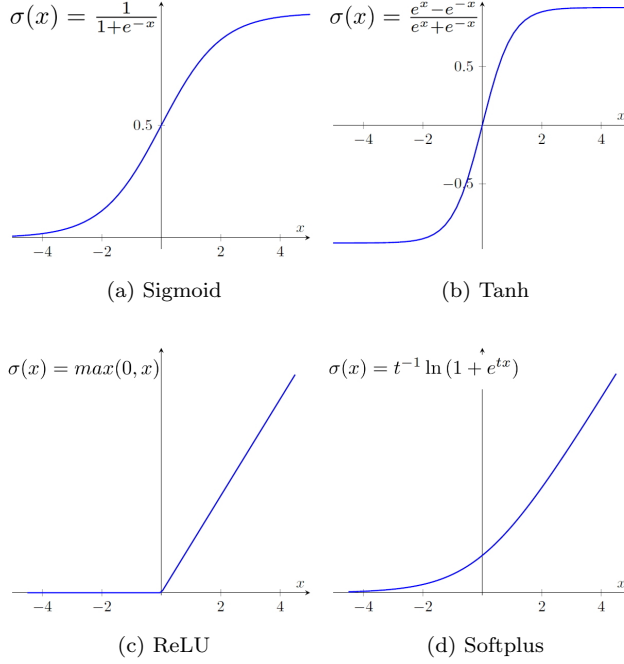 σ(x) = 1/(1+e^{-x})
0.5
−4 −2 2 4
x
(a) Sigmoid
σ(x) = (e^x−e^{-x})/(e^x+e^{-x})
0.5
x
−4 −2 2 4
−0.5
(b) Tanh
σ(x) = max(0, x)
x
−4 −2 2 4
(c) ReLU
σ(x) = t^{-1} ln (1 + e^{tx})
x
−4 −2 2 4
(d) Softplus